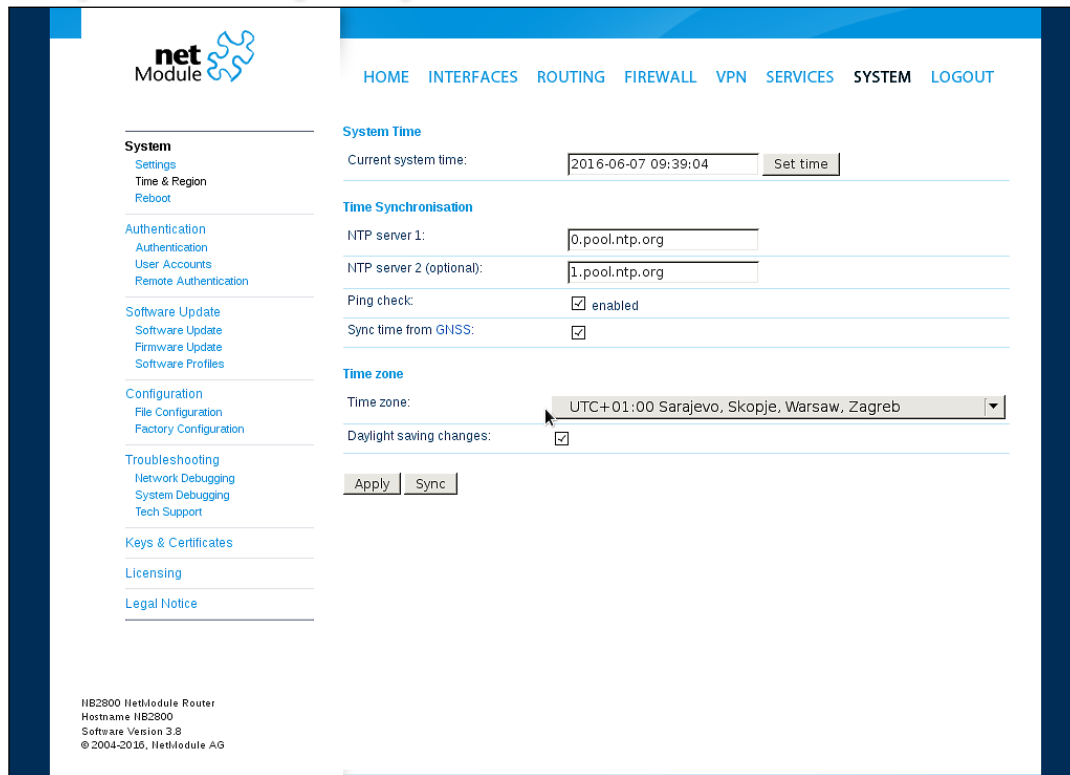 net
Module
HOME INTERFACES ROUTING FIREWALL VPN SERVICES SYSTEM LOGOUT
System
Settings
Time & Region
Reboot
Authentication
Authentication
User Accounts
Remote Authentication
Software Update
Software Update
Firmware Update
Software Profiles
Configuration
File Configuration
Factory Configuration
Troubleshooting
Network Debugging
System Debugging
Tech Support
Keys & Certificates
Licensing
Legal Notice
System Time
Current system time: 2016-06-07 09:39:04 Set time
Time Synchronisation
NTP server 1: 0.pool.ntp.org
NTP server 2 (optional): 1.pool.ntp.org
Ping check: enabled
Sync time from GNSS:
Time zone
Time zone: UTC+01:00 Sarajevo, Skopje, Warsaw, Zagreb
Daylight saving changes:
Apply Sync
NB2800 NetModule Router
Hostname NB2800
Software Version 3.8
© 2004-2016, NetModule AG